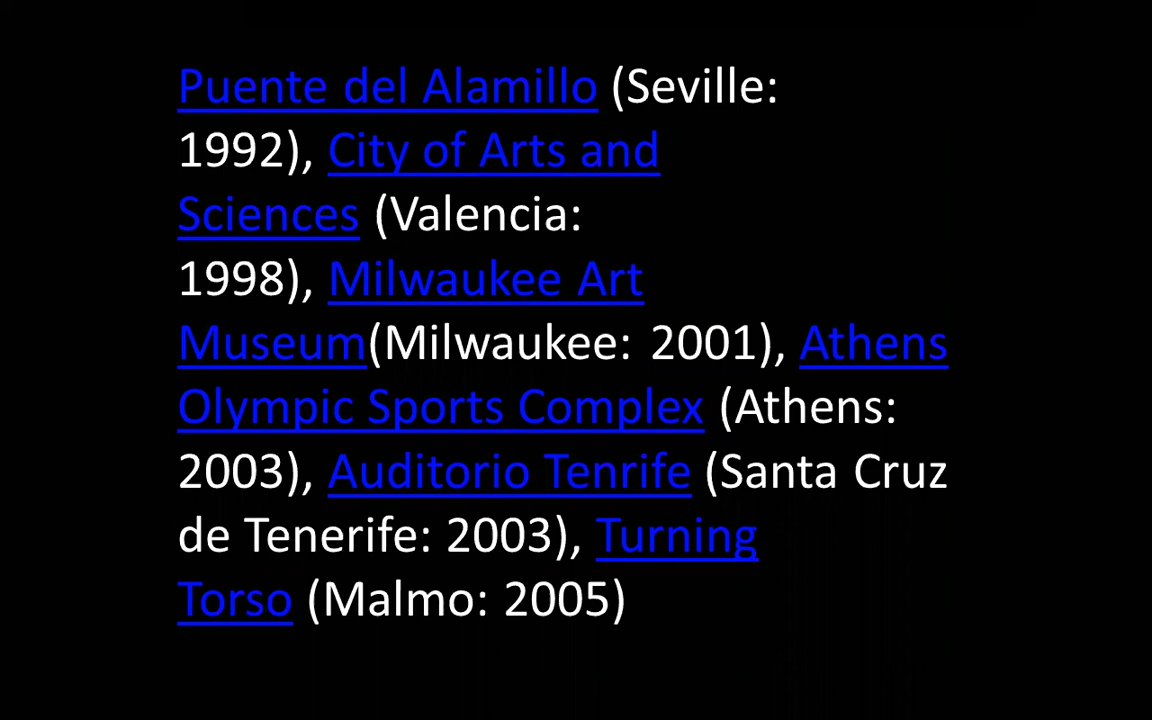 Puente del Alamillo (Seville:
1992), City of Arts and
Sciences (Valencia:
1998), Milwaukee Art
Museum(Milwaukee: 2001), Athens
Olympic Sports Complex (Athens:
2003), Auditorio Tenrife (Santa Cruz
de Tenerife: 2003), Turning
Torso (Malmo: 2005)